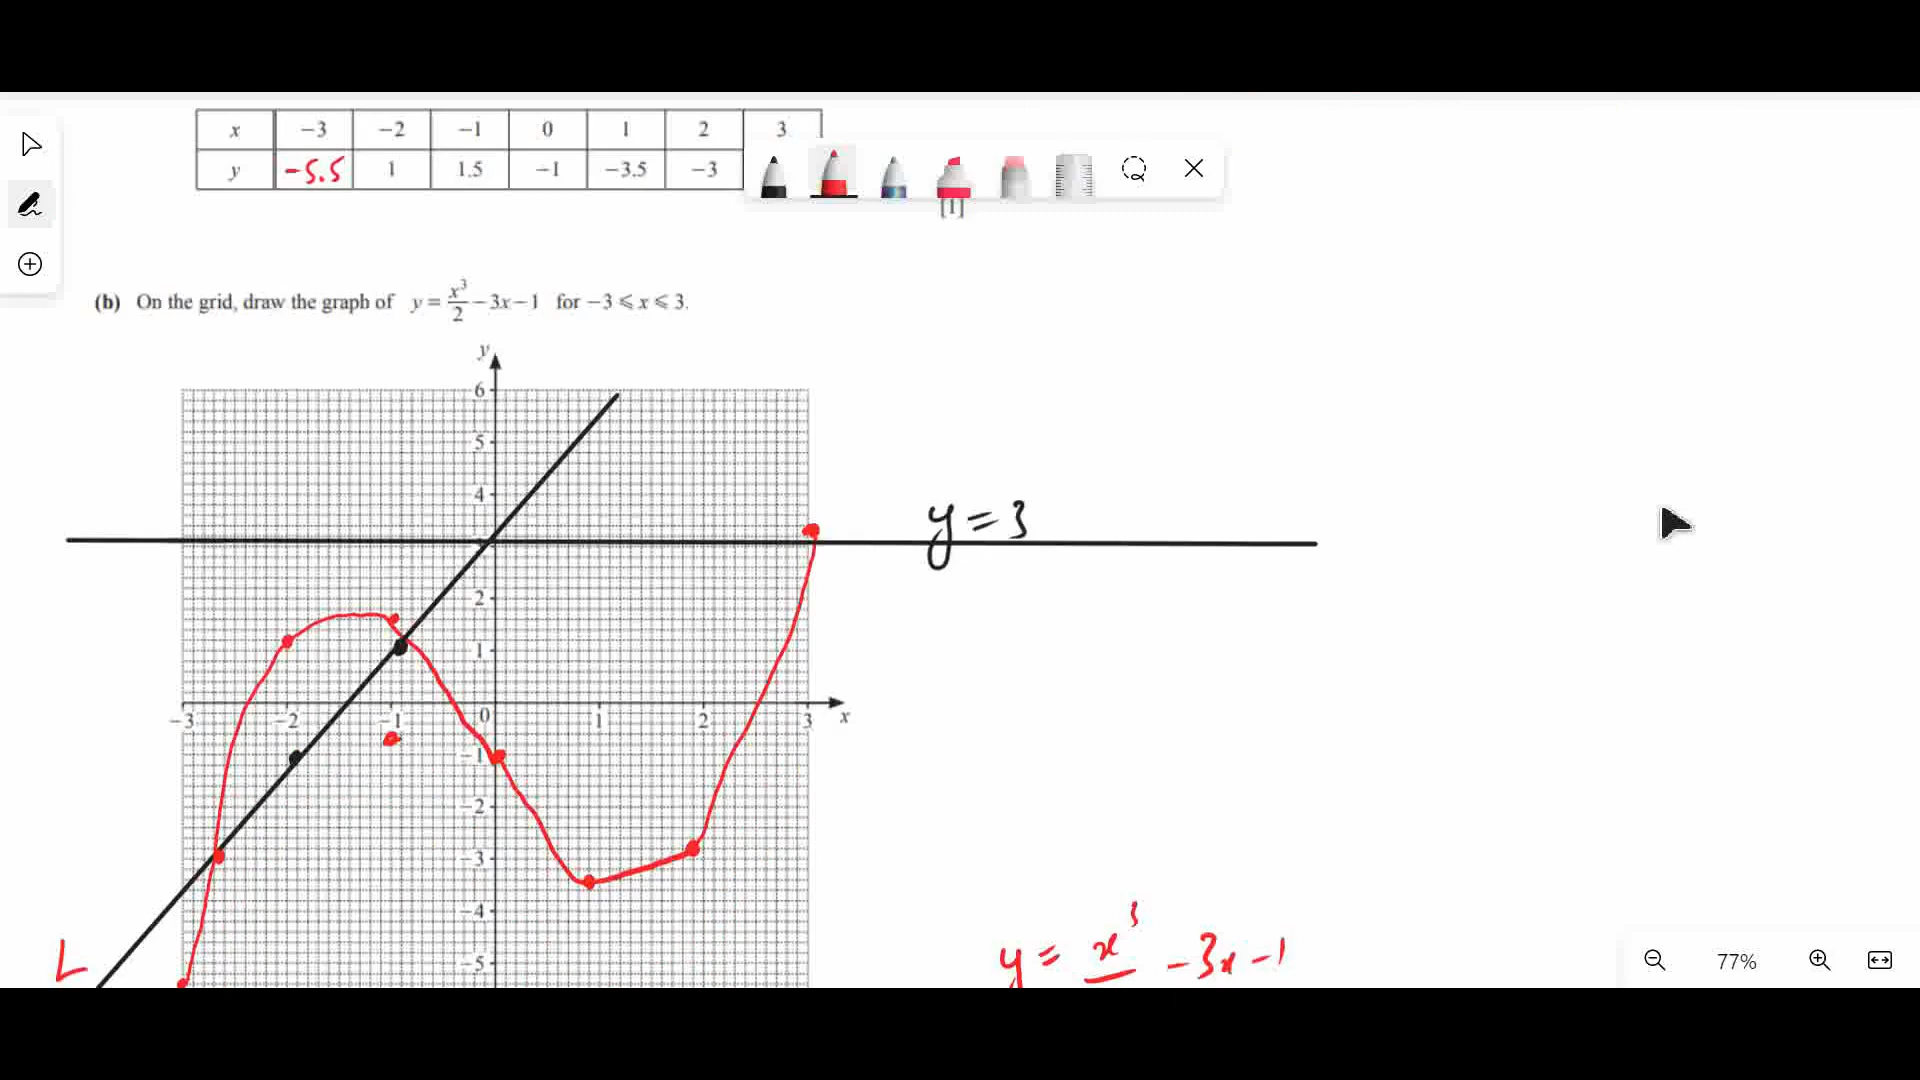 x −3 −2 −1 0 1 2 3
y -5.5 1 1.5 −1 −3.5 −3
[1]
(b) On the grid, draw the graph of y = x³/2 − 3x − 1 for −3 ⩽ x ⩽ 3.
y
6
5
4
y = 3
2
1
−3 −2 −1 0 1 2 3 x
−1
−2
−3
−4
−5
L
y = x³ - 3x - 1
77%